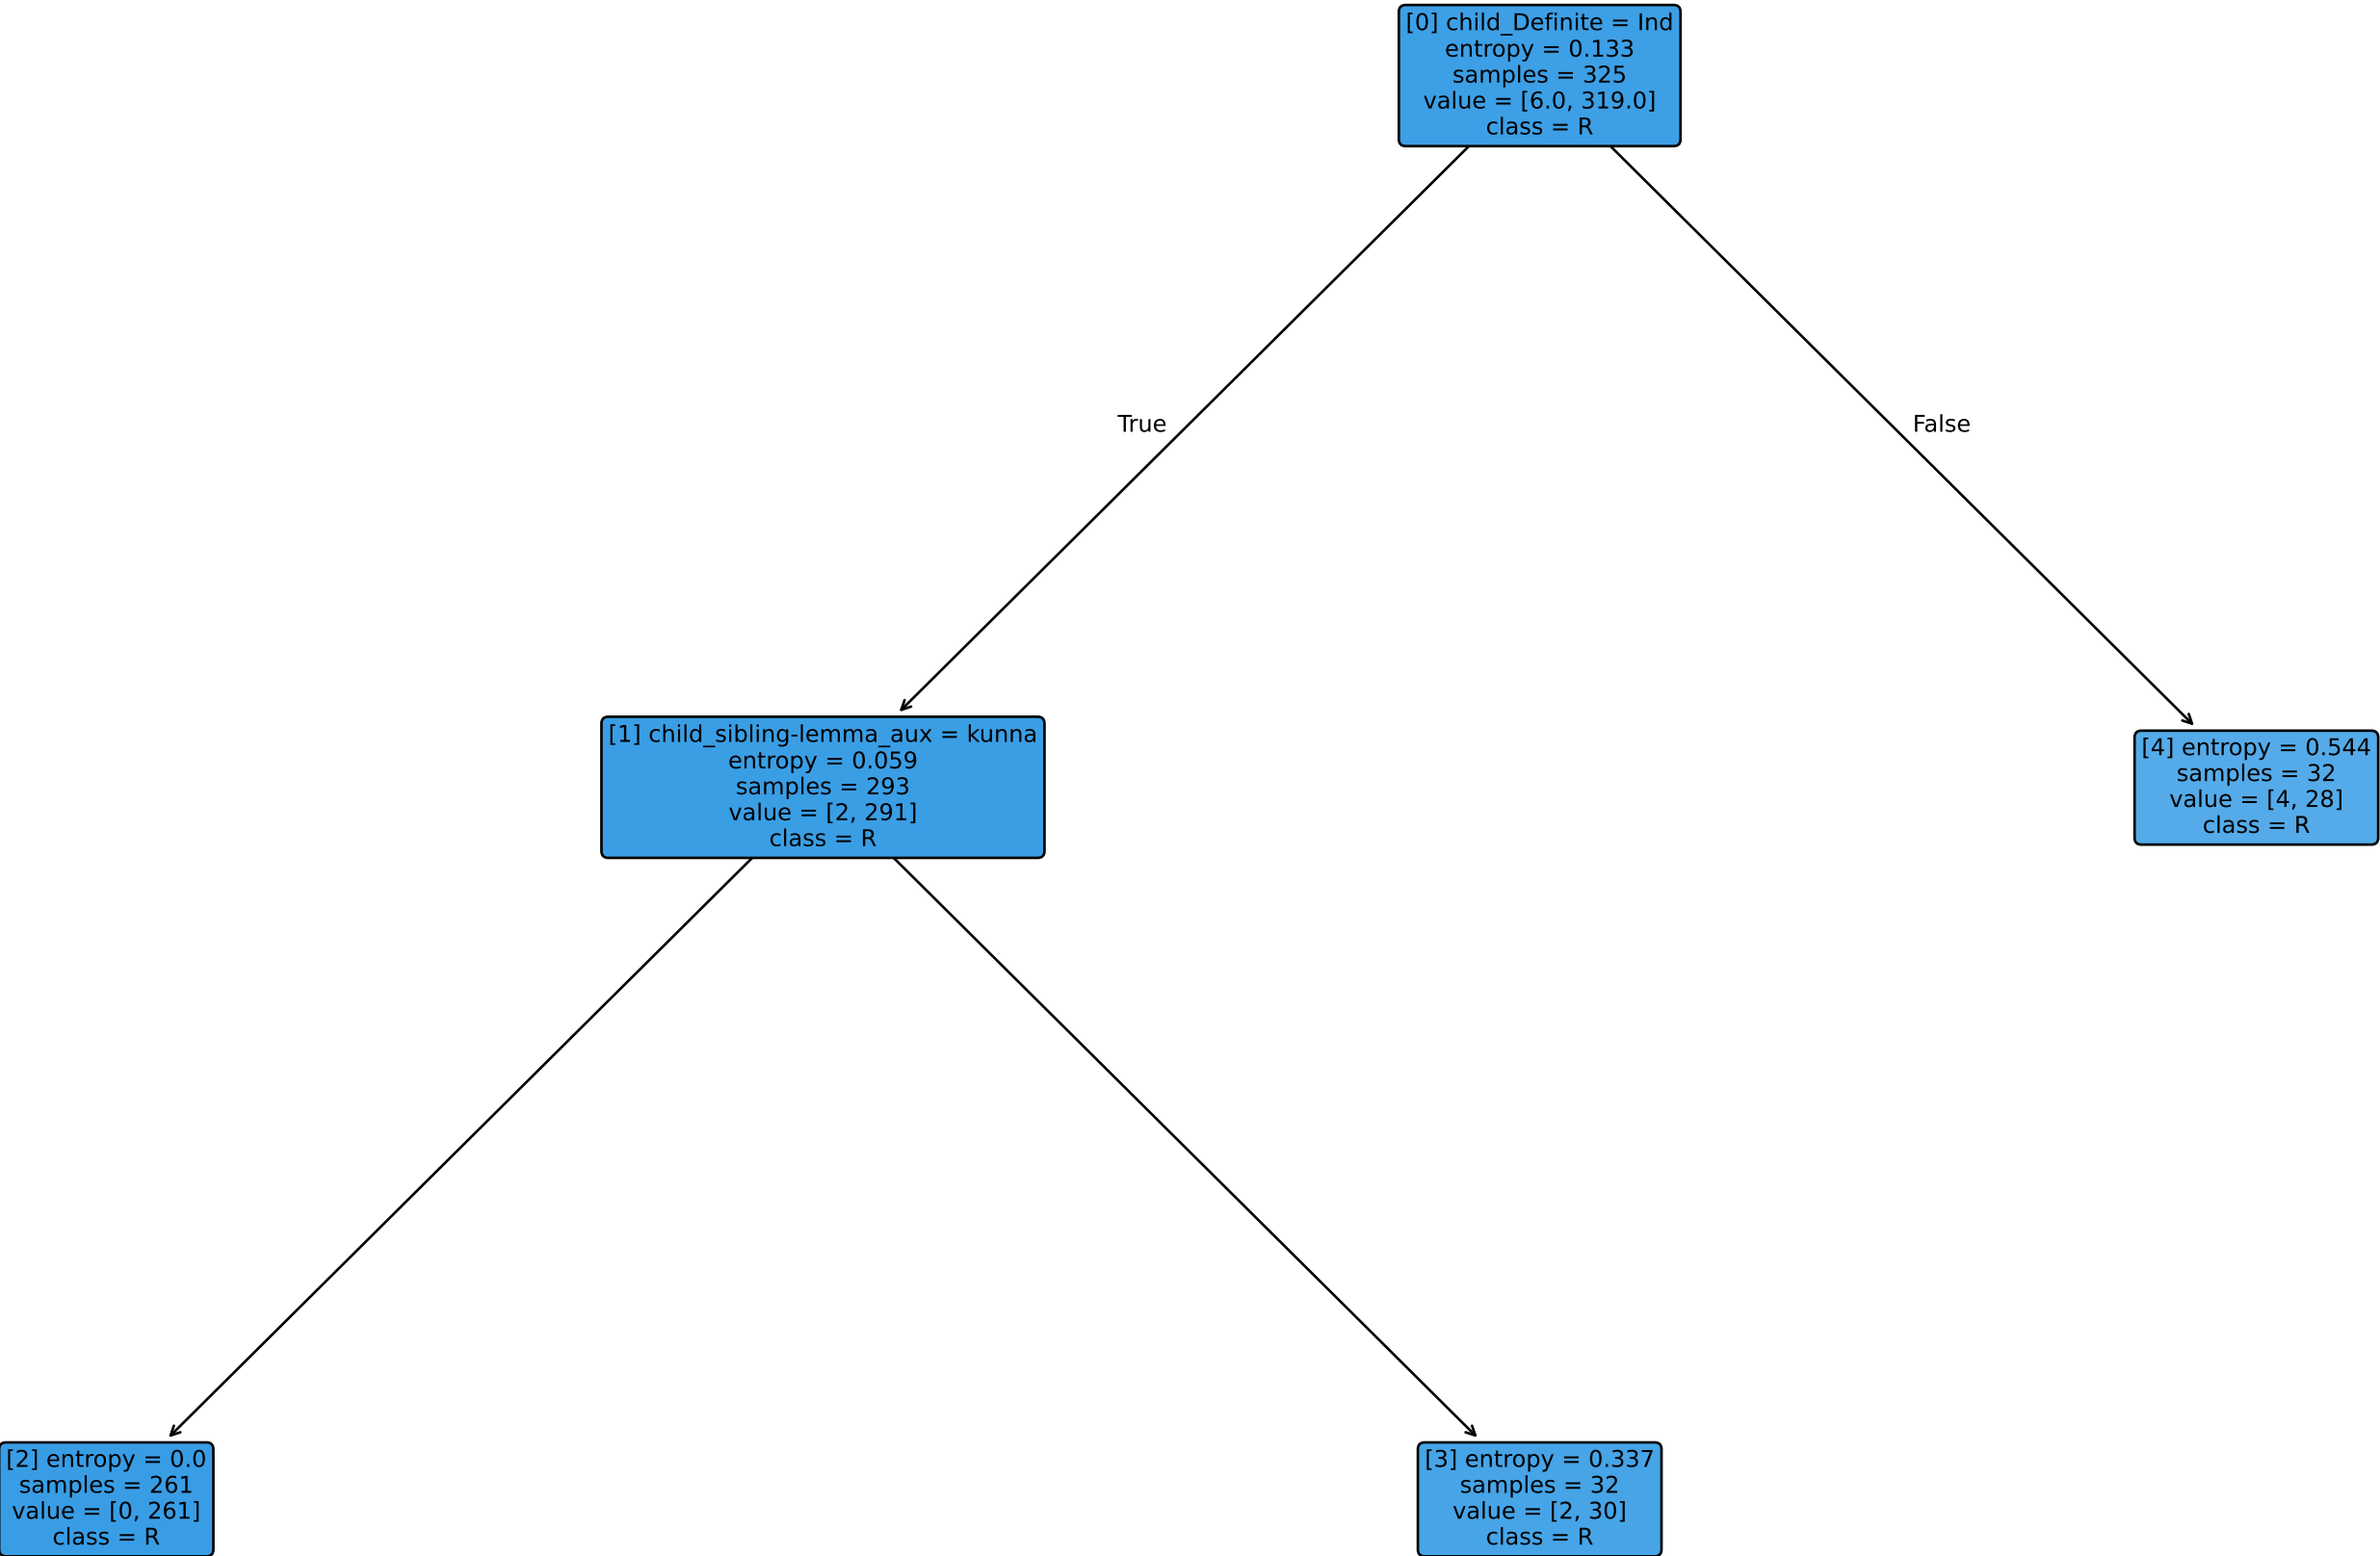 [0] child_Definite = Ind
entropy = 0.133
samples = 325
value = [6.0, 319.0]
class = R
True
False
[1] child_sibling-lemma_aux = kunna
entropy = 0.059
samples = 293
value = [2, 291]
class = R
[4] entropy = 0.544
samples = 32
value = [4, 28]
class = R
[2] entropy = 0.0
samples = 261
value = [0, 261]
class = R
[3] entropy = 0.337
samples = 32
value = [2, 30]
class = R